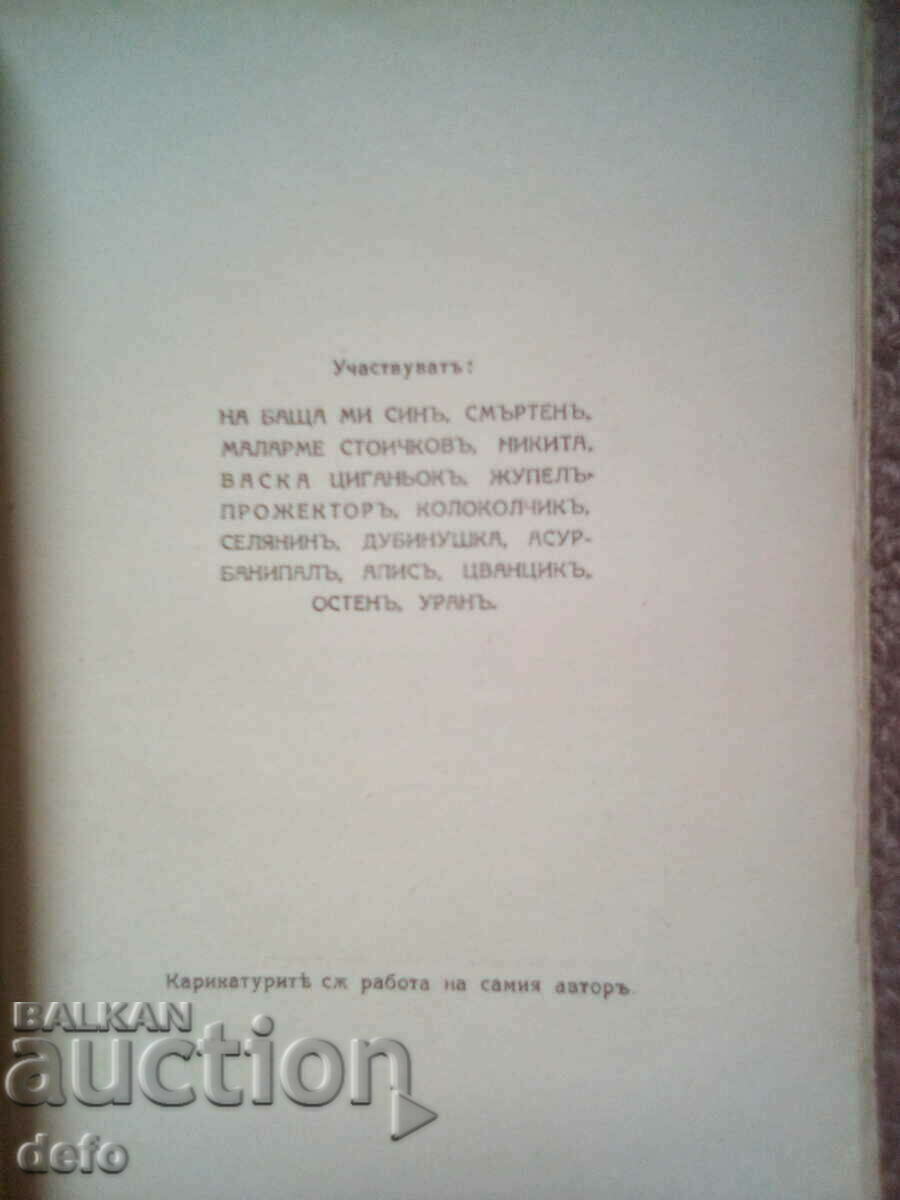 Участвуватъ:
НА БАЩА МИ СИНЪ, СМЪРТЕНЪ,
МАЛАРМЕ СТОИЧКОВЪ, НИКИТА,
ВАСКА ЦИГАНЬОКЪ, ЖУПЕЛЪ-
ПРОЖЕКТОРЪ, КОЛОКОЛЧИКЪ,
СЕЛЯНИНЪ, ДУБИНУШКА, АСУР-
БАНИПАЛЪ, АПИСЪ, ЦВАНЦИКЪ,
ОСТЕНЪ, УРАНЪ.
Карикатуритѣ сѫ работа на самия авторъ.
BALKAN
auction
defo